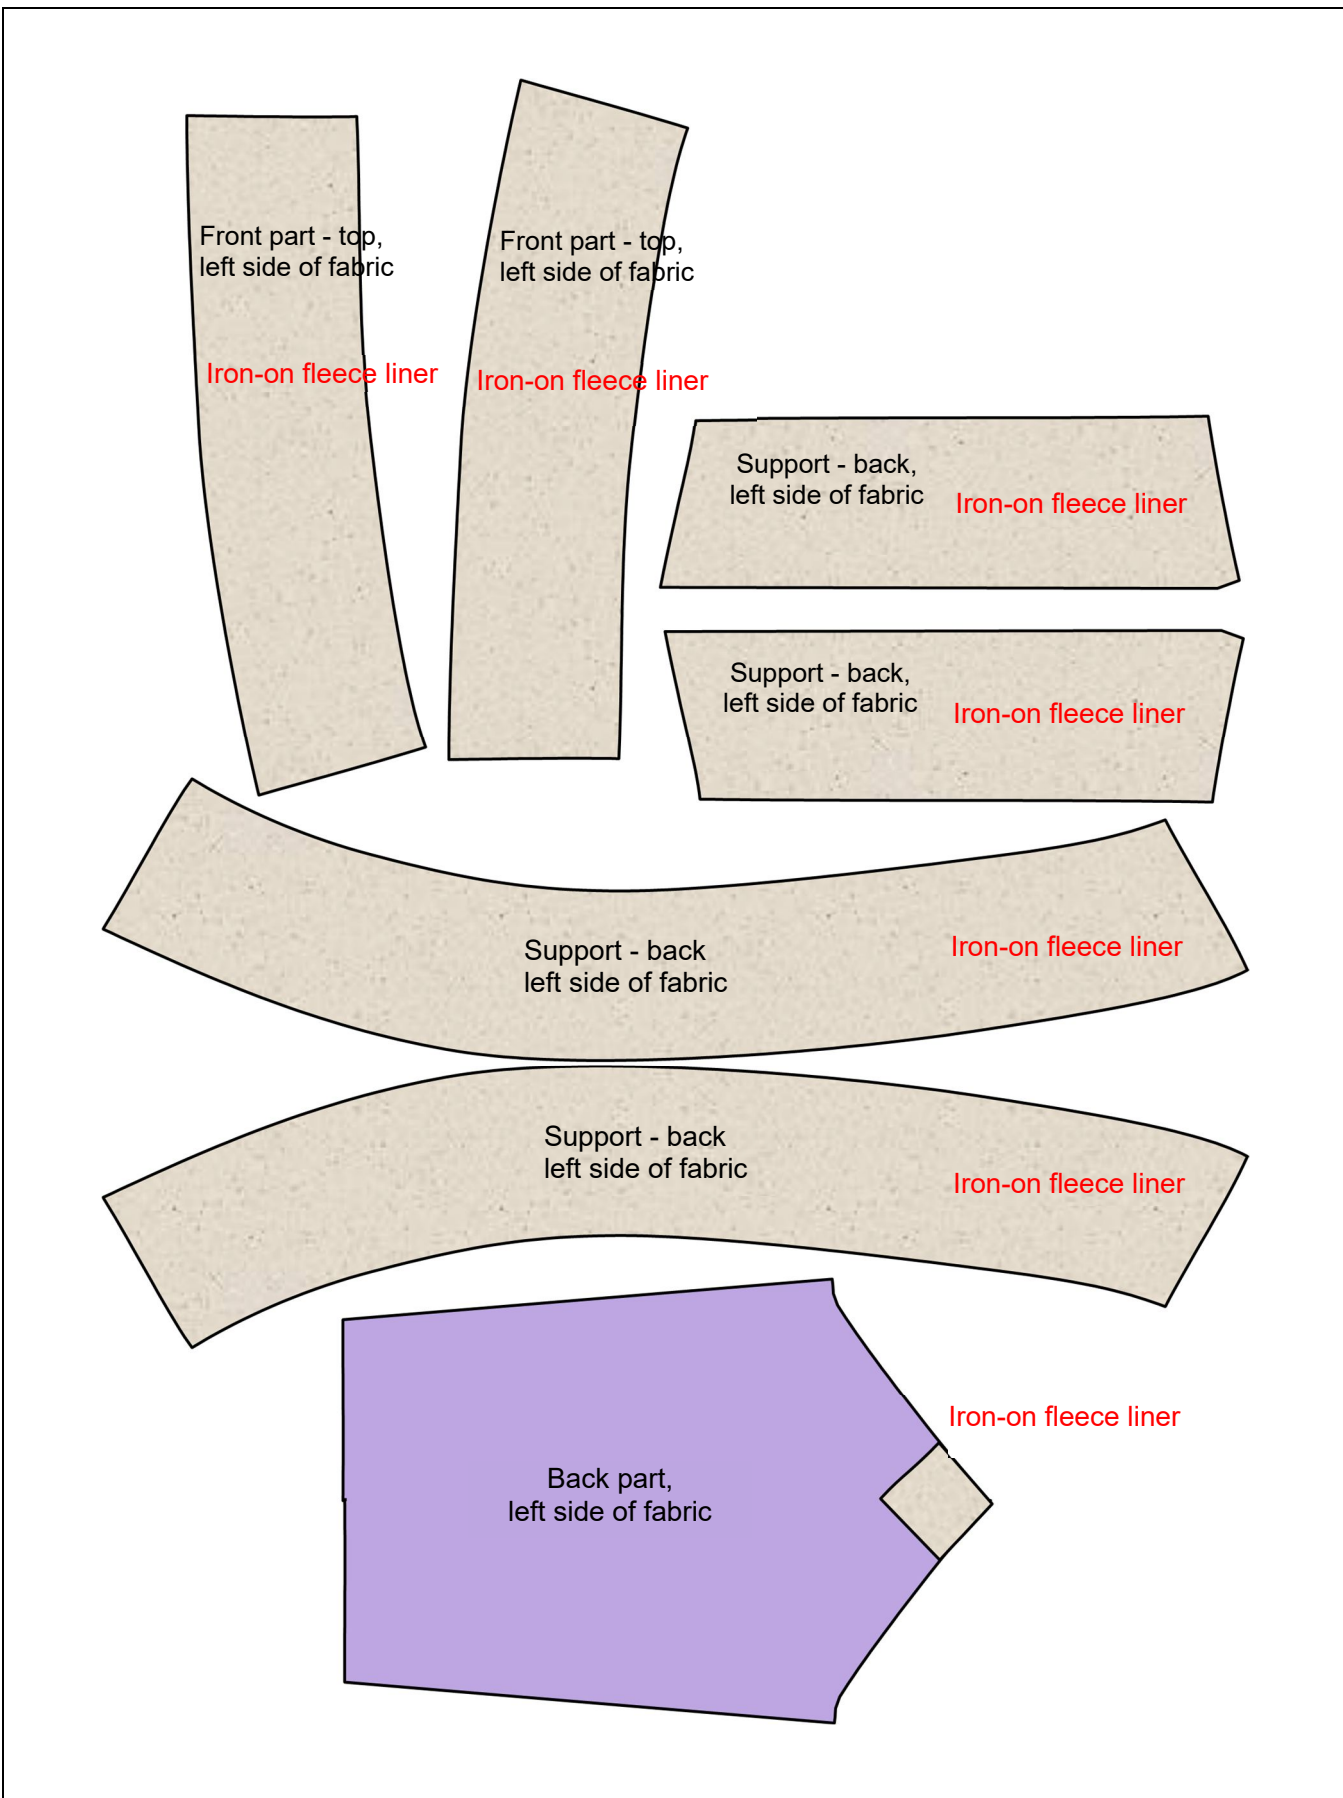 Front part - top,
left side of fabric
Iron-on fleece liner
Front part - top,
left side of fabric
Iron-on fleece liner
Support - back,
left side of fabric
Iron-on fleece liner
Support - back,
left side of fabric
Iron-on fleece liner
Support - back
left side of fabric
Iron-on fleece liner
Support - back
left side of fabric
Iron-on fleece liner
Iron-on fleece liner
Back part,
left side of fabric